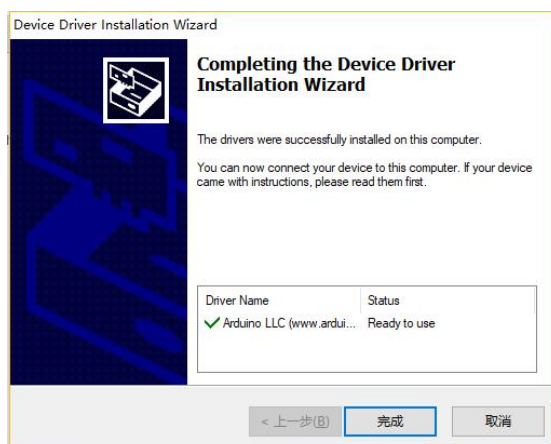 Device Driver Installation Wizard
Completing the Device Driver
Installation Wizard
The drivers were successfully installed on this computer.
You can now connect your device to this computer. If your device
came with instructions, please read them first.
Driver Name Status
Arduino LLC (www.ardui... Ready to use
< 上一步(B) 完成 取消